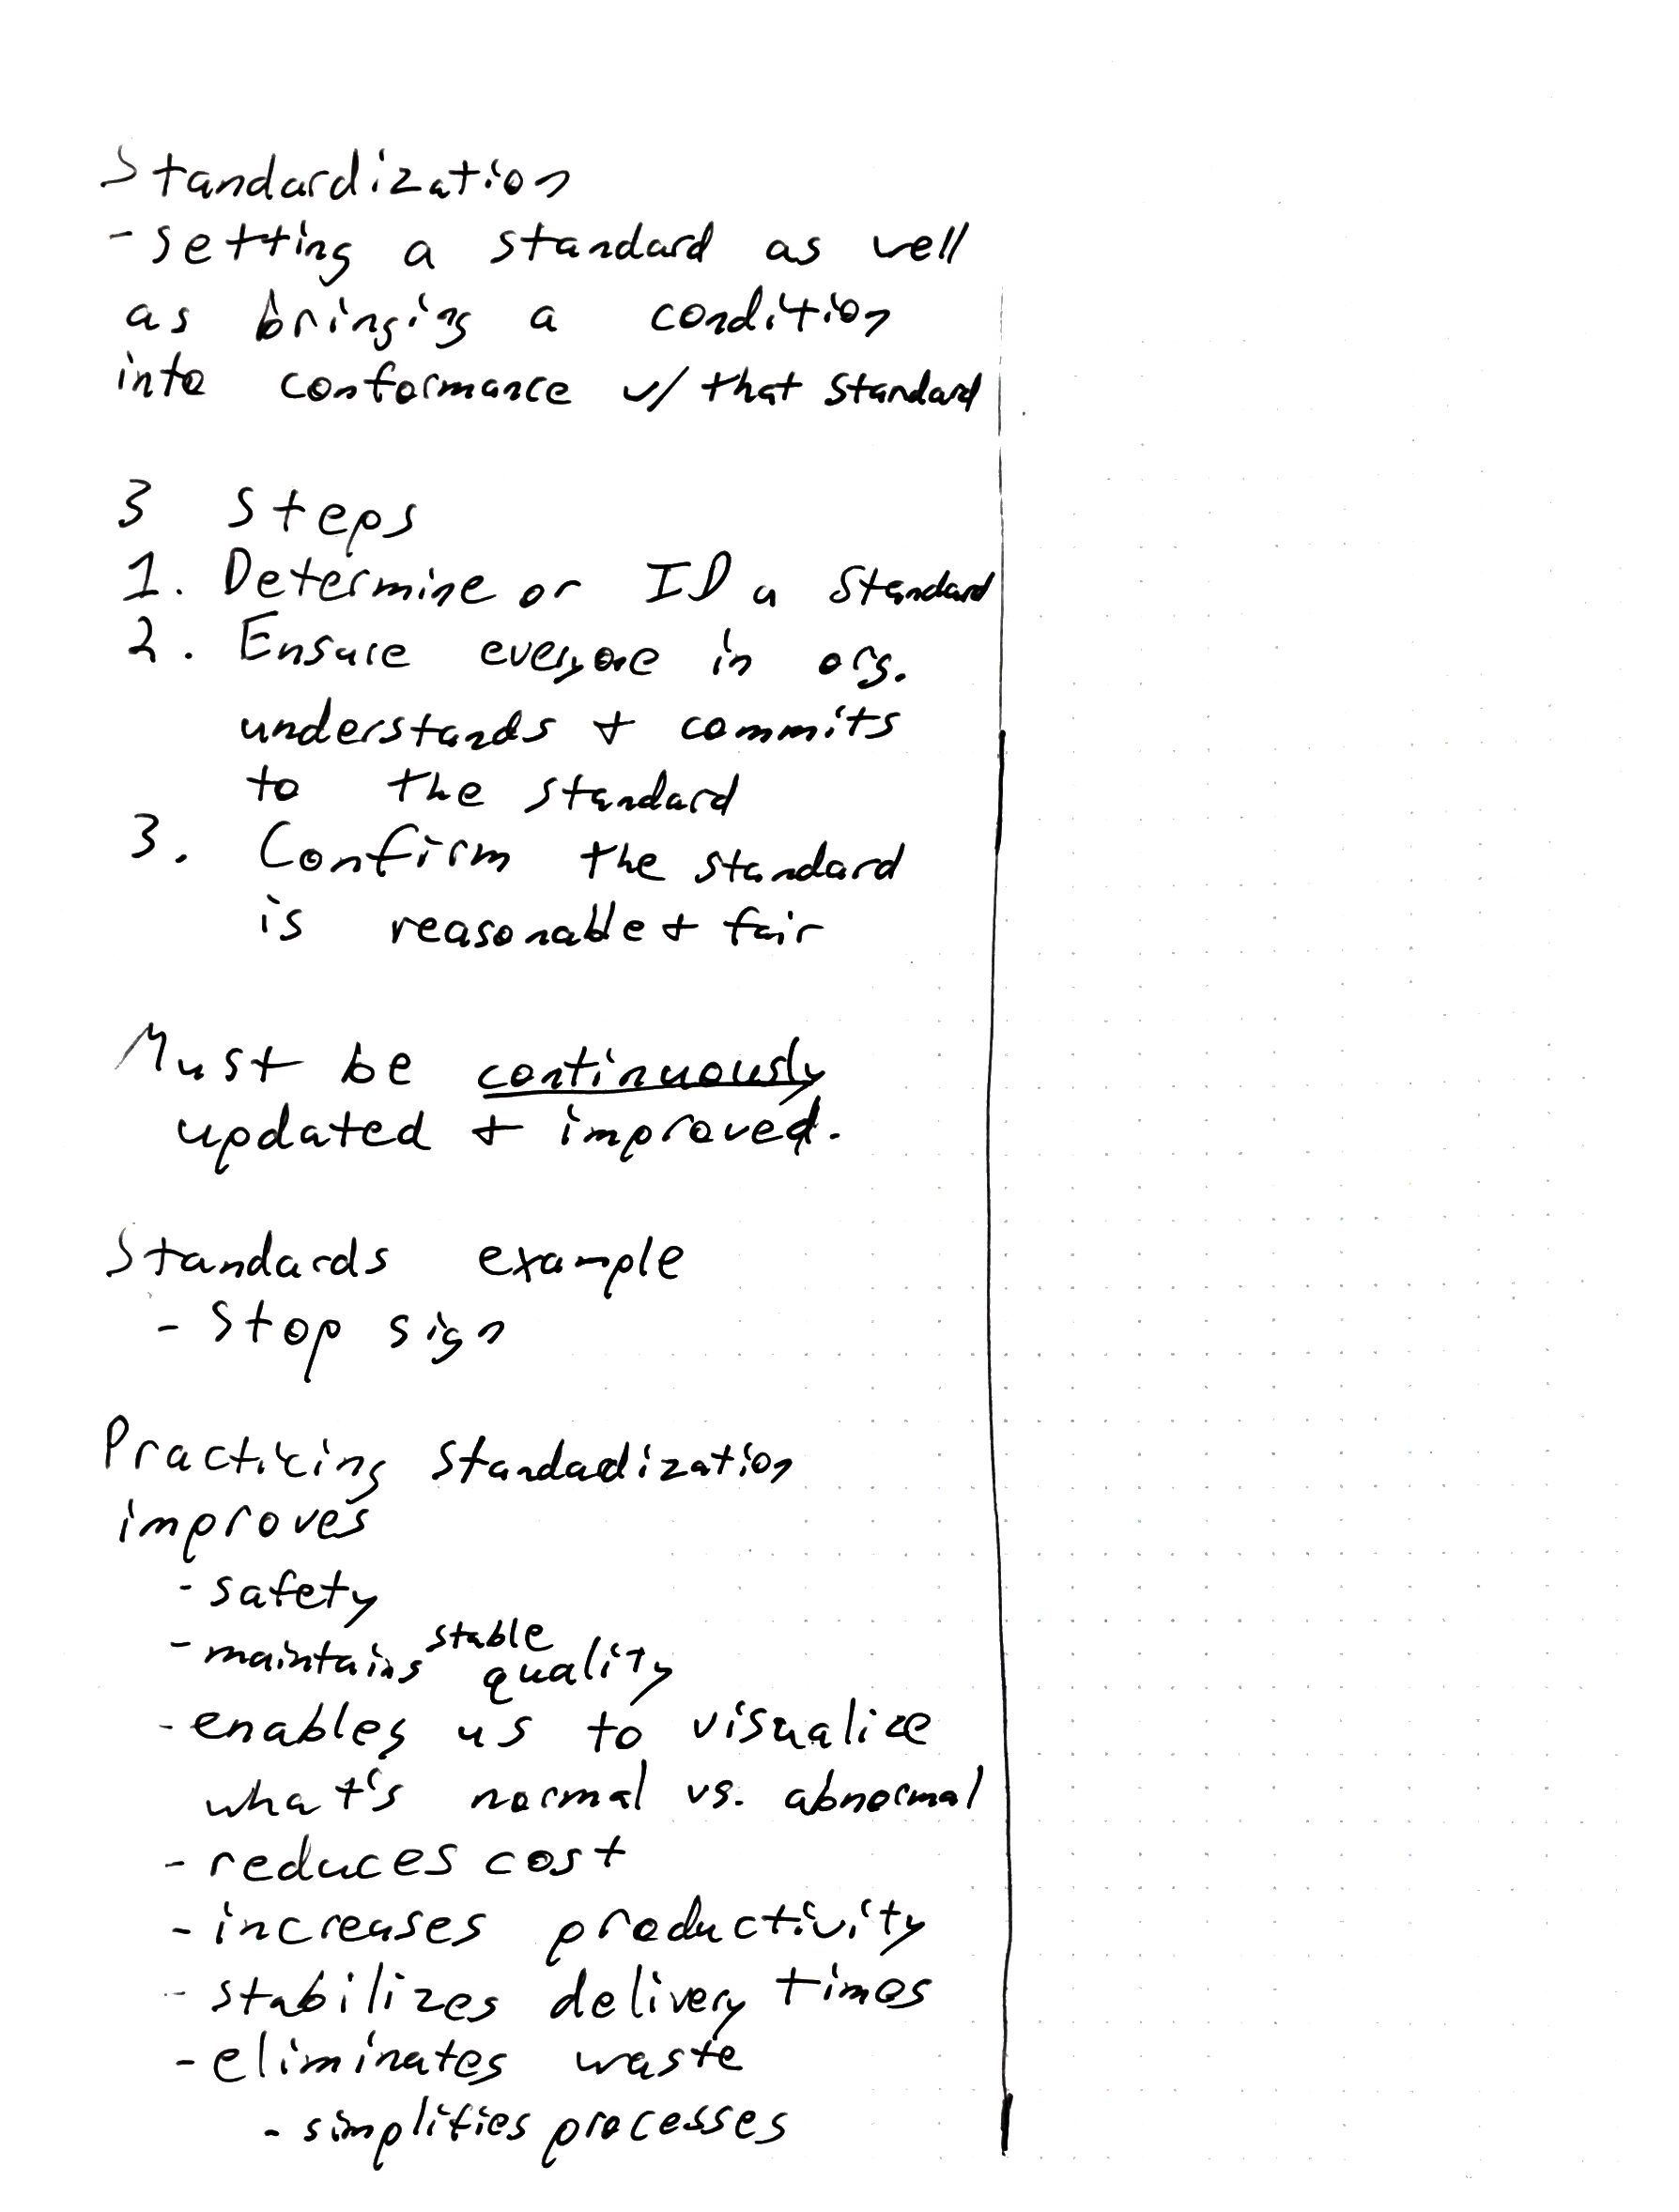 Standardization
- setting a standard as well
as bringing a condition
into conformance w/ that standard
3 Steps
1. Determine or ID a standard
2. Ensure everyone in org.
understands + commits
to the standard
3. Confirm the standard
is reasonable + fair
Must be continuously
updated + improved.
Standards example
- Stop sign
Practicing standardization
improves
- safety
- maintains stable quality
- enables us to visualize
what's normal vs. abnormal
- reduces cost
- increases productivity
- stabilizes delivery times
- eliminates waste
- simplifies processes